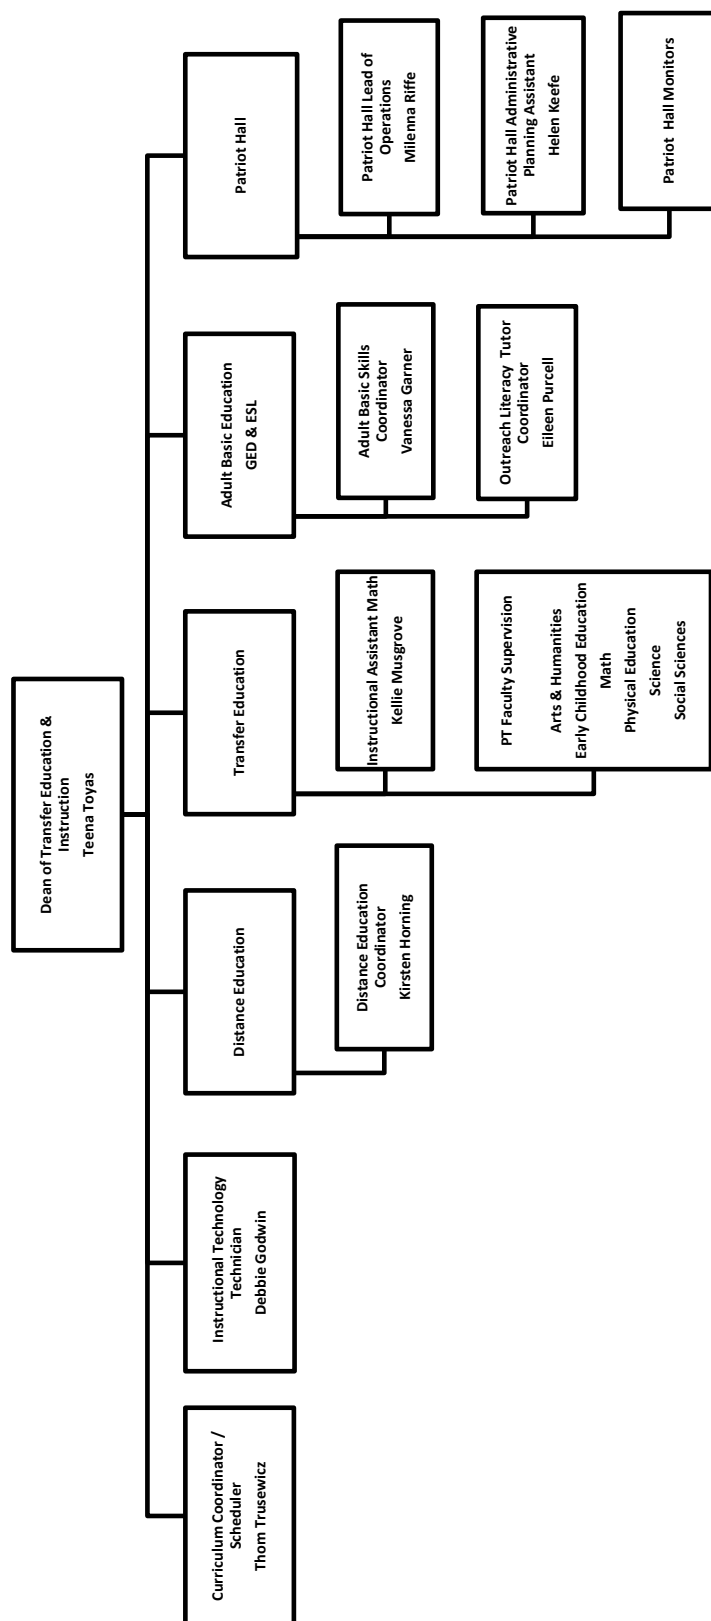 Dean of Transfer Education &
Instruction
Teena Toyas
Curriculum Coordinator /
Scheduler
Thom Trusewicz
Instructional Technology
Technician
Debbie Godwin
Distance Education
Distance Education
Coordinator
Kirsten Horning
Transfer Education
Instructional Assistant Math
Kellie Musgrove
PT Faculty Supervision
Arts & Humanities
Early Childhood Education
Math
Physical Education
Science
Social Sciences
Adult Basic Education
GED & ESL
Adult Basic Skills
Coordinator
Vanessa Garner
Outreach Literacy Tutor
Coordinator
Eileen Purcell
Patriot Hall
Patriot Hall Lead of
Operations
Milenna Riffe
Patriot Hall Administrative
Planning Assistant
Helen Keefe
Patriot Hall Monitors